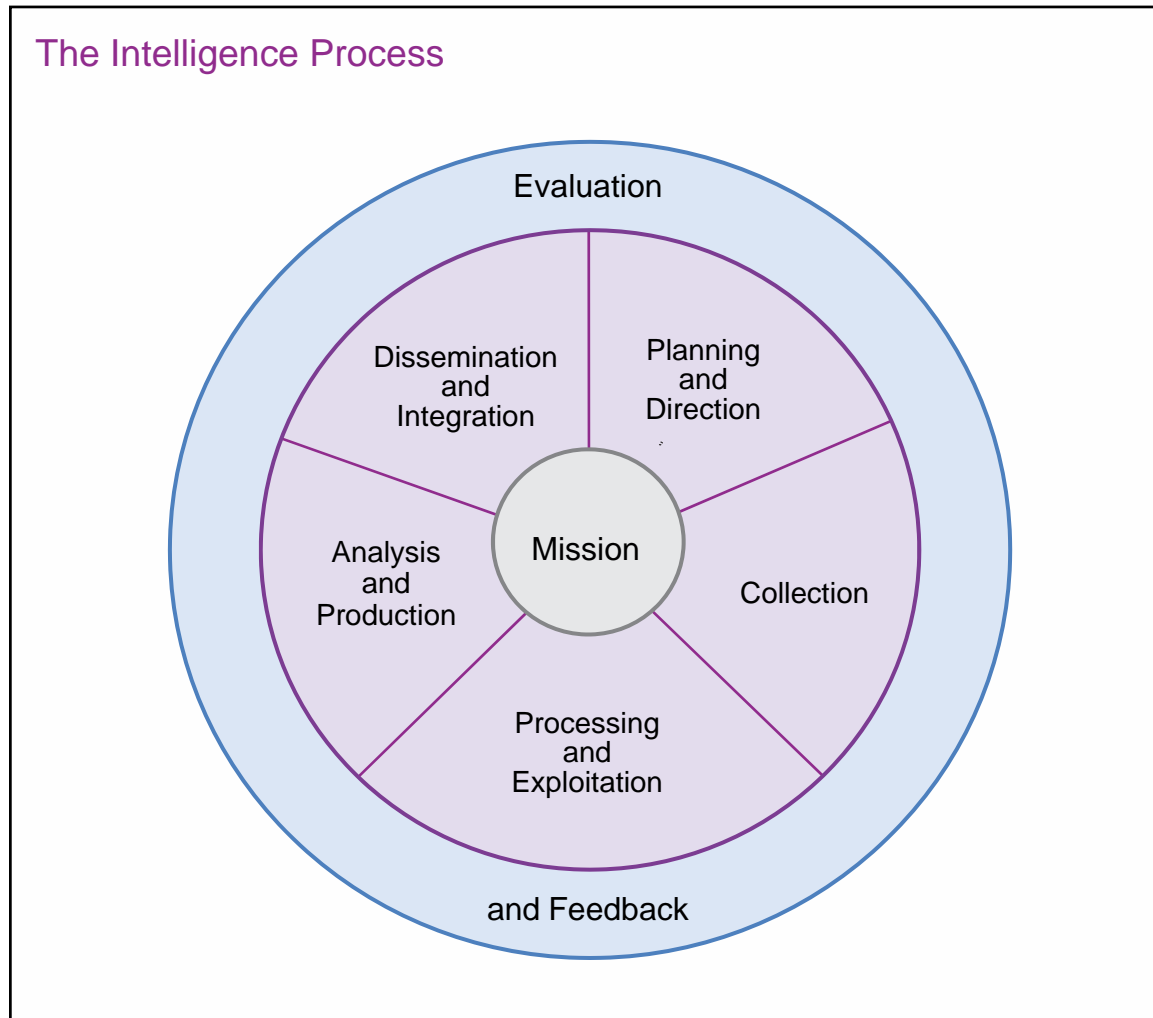 The Intelligence Process
Evaluation
Dissemination
and
Integration
Planning
and
Direction
Mission
Analysis
and
Production
Collection
Processing
and
Exploitation
and Feedback